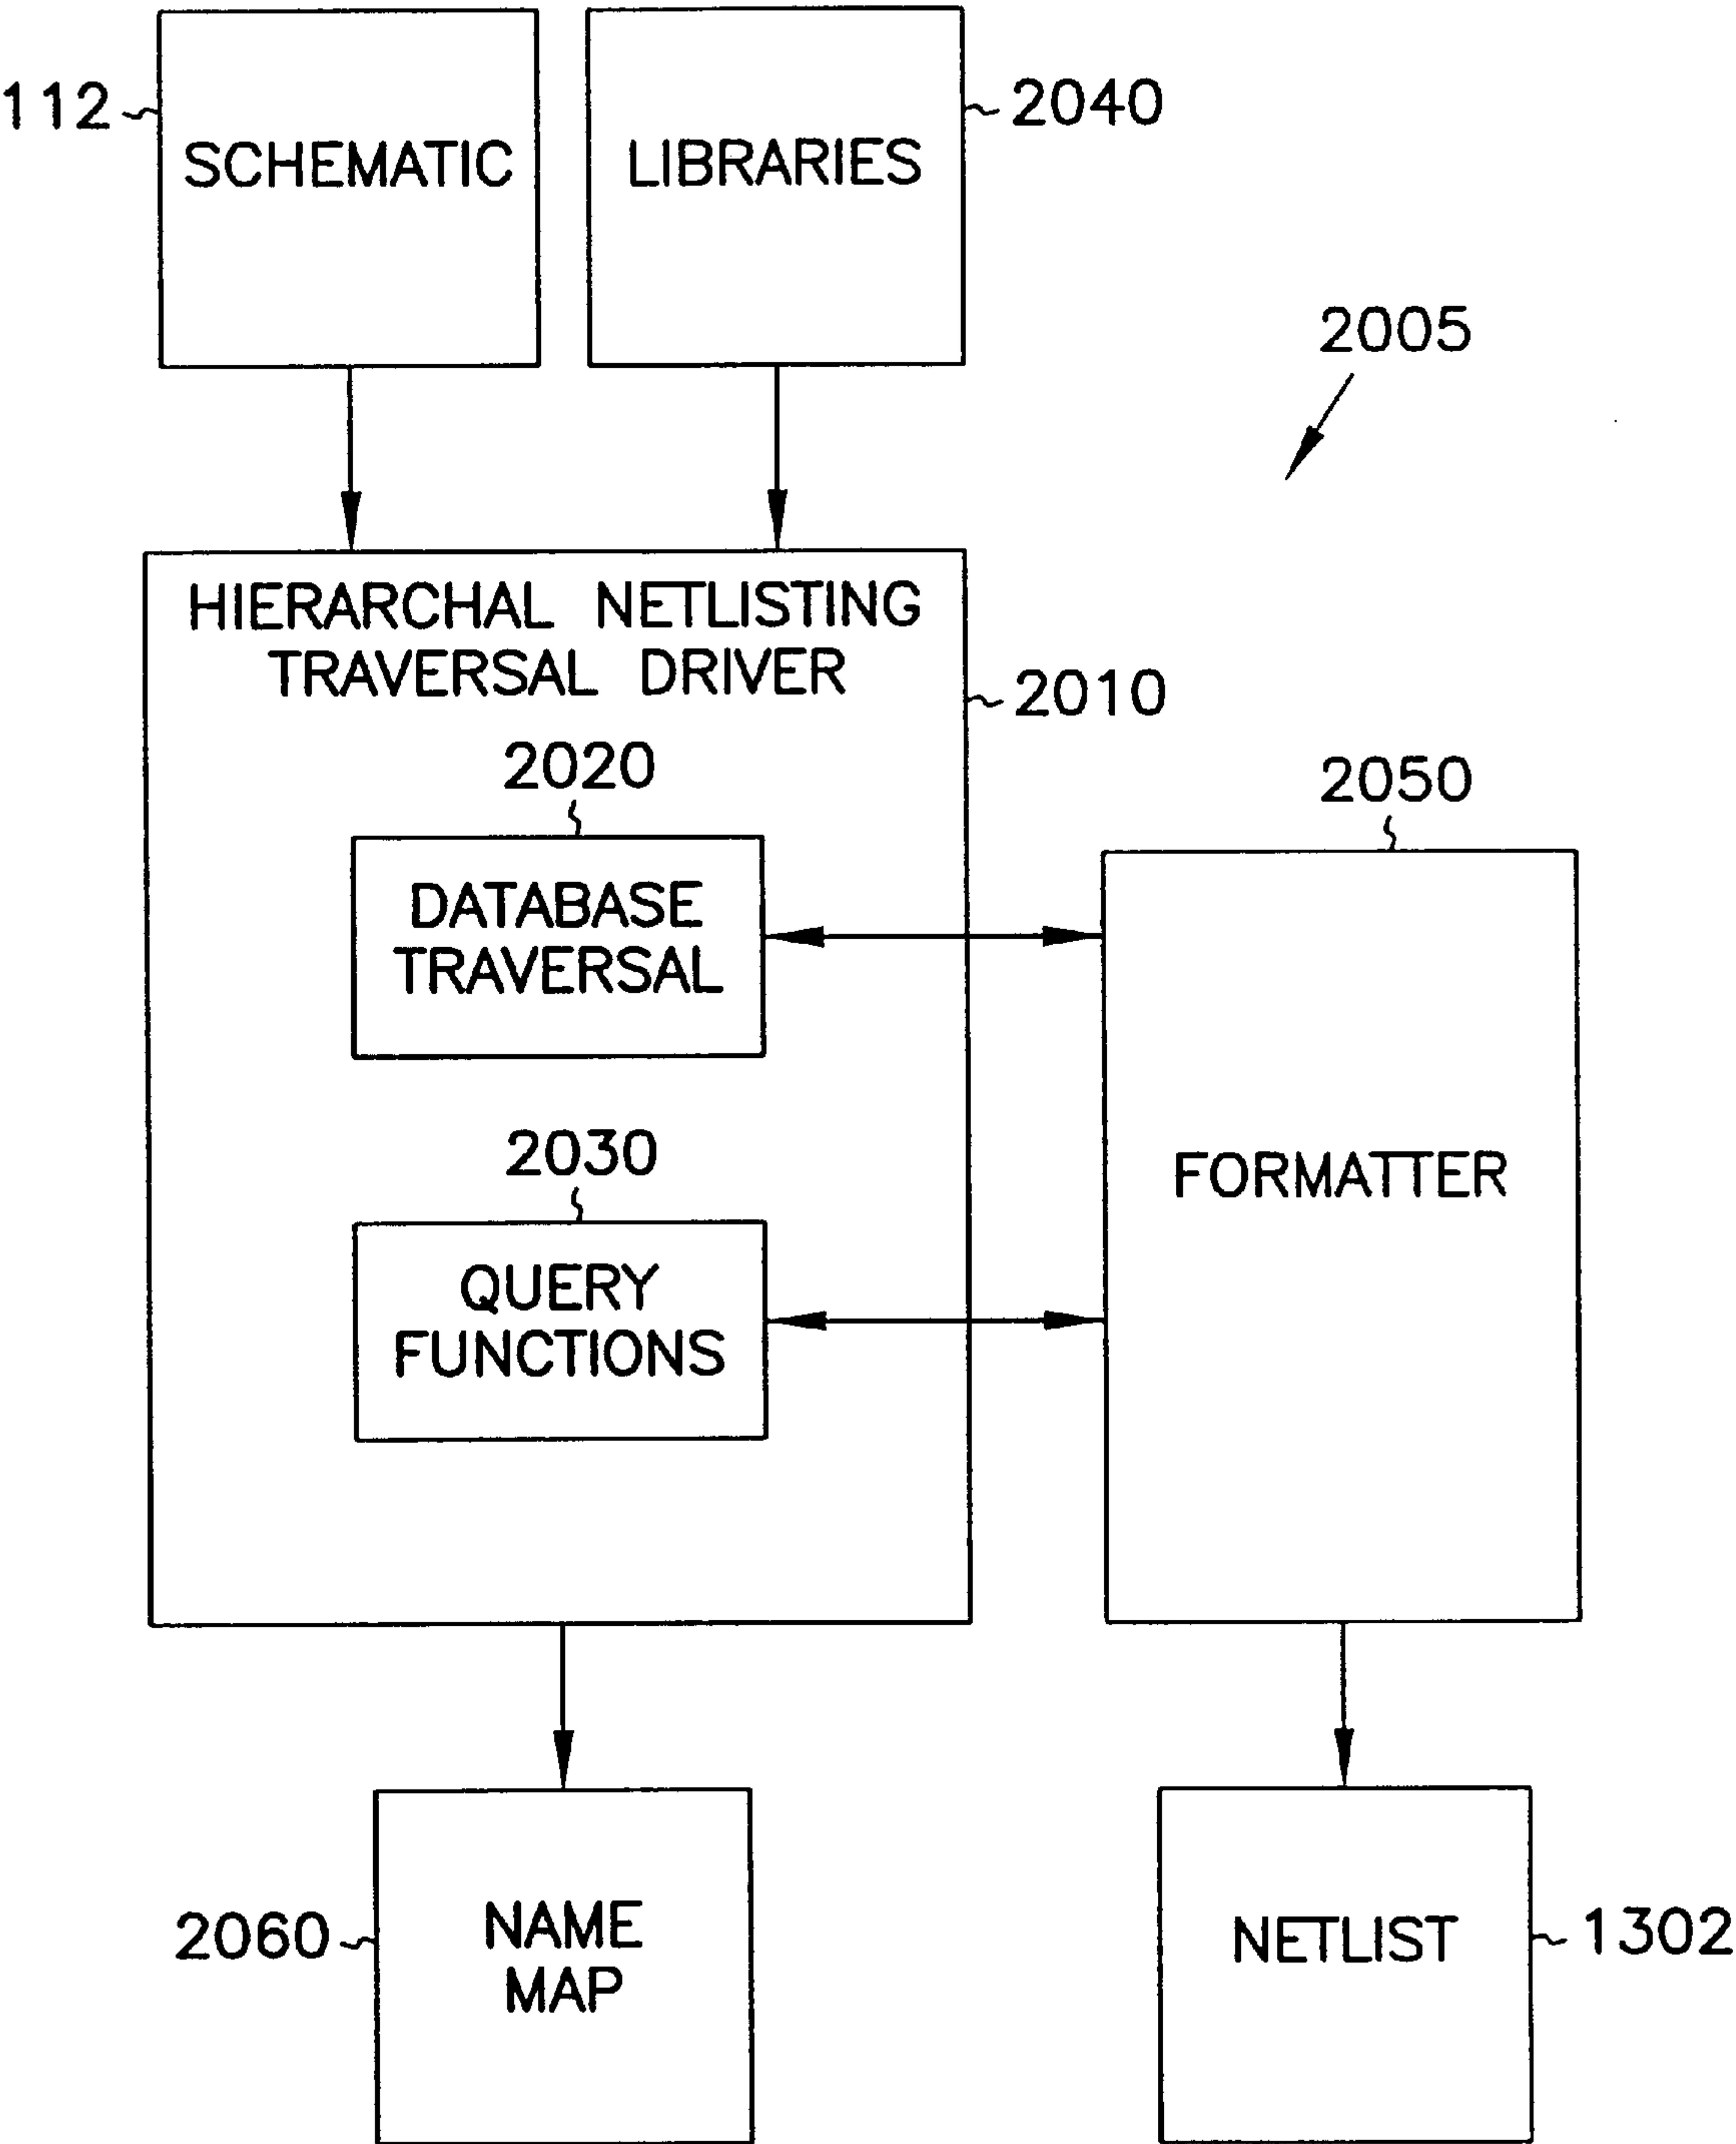 112
SCHEMATIC
LIBRARIES
2040
2005
HIERARCHAL NETLISTING
TRAVERSAL DRIVER
2010
2020
DATABASE
TRAVERSAL
2050
FORMATTER
2030
QUERY
FUNCTIONS
2060
NAME
MAP
NETLIST
1302